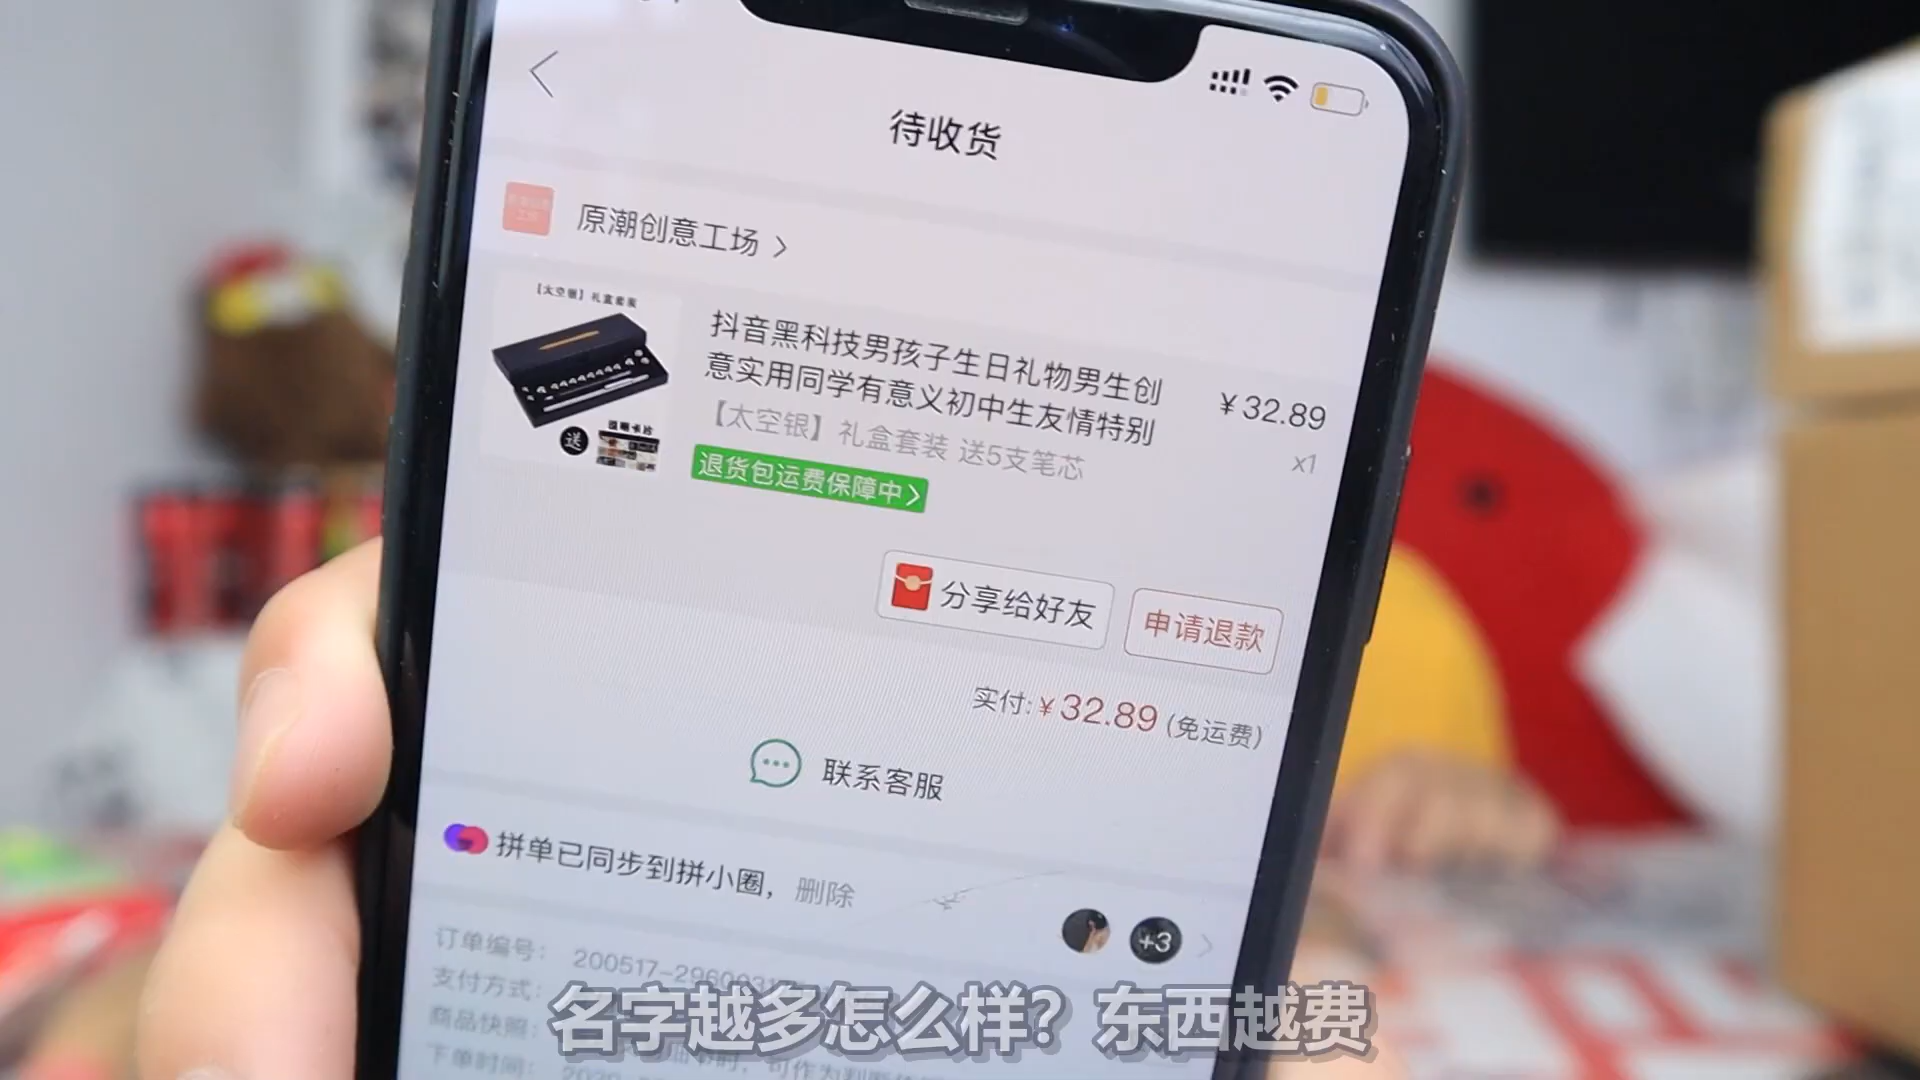 待收货
原潮创意工场 >
【太空银】礼盒套装
抖音黑科技男孩子生日礼物男生创
意实用同学有意义初中生友情特别
¥32.89
【太空银】礼盒套装 送5支笔芯
x1
送
退货包运费保障中>
分享给好友
申请退款
实付:¥32.89(免运费)
联系客服
拼单已同步到拼小圈，删除
+3
订单编号：200517-296003
支付方式：
商品快照：
下单时间：
名字越多怎么样？东西越费